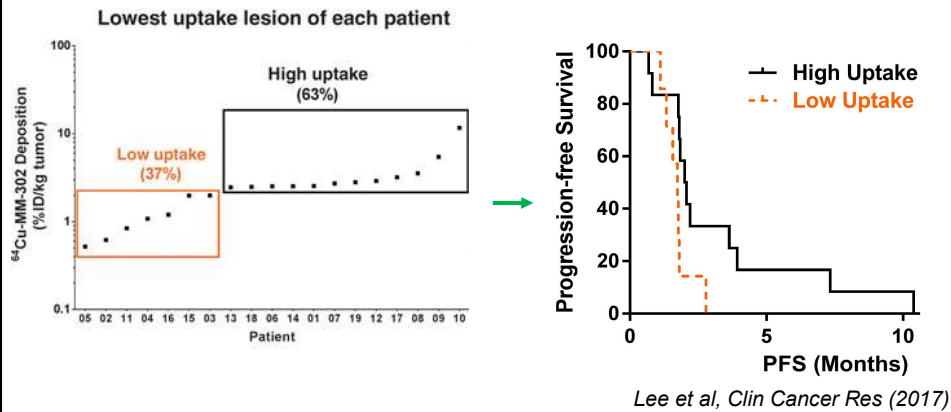 Lowest uptake lesion of each patient
100
10
1
0.1
⁶⁴Cu-MM-302 Deposition
(%ID/kg tumor)
Low uptake
(37%)
High uptake
(63%)
05 02 11 04 16 15 03 13 18 06 14 01 07 19 12 17 08 09 10
Patient
Progression-free Survival
100
80
60
40
20
0
High Uptake
Low Uptake
0 5 10
PFS (Months)
Lee et al, Clin Cancer Res (2017)